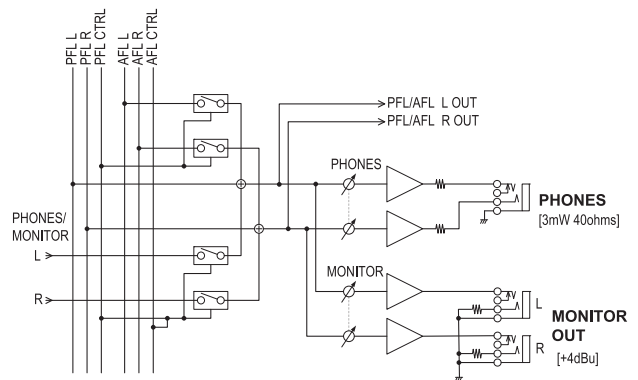 PFL L
PFL R
PFL CTRL
AFL L
AFL R
AFL CTRL
PFL/AFL L OUT
PFL/AFL R OUT
PHONES
PHONES
[3mW 40ohms]
PHONES/
MONITOR
L
R
MONITOR
L
MONITOR
OUT
R
[+4dBu]